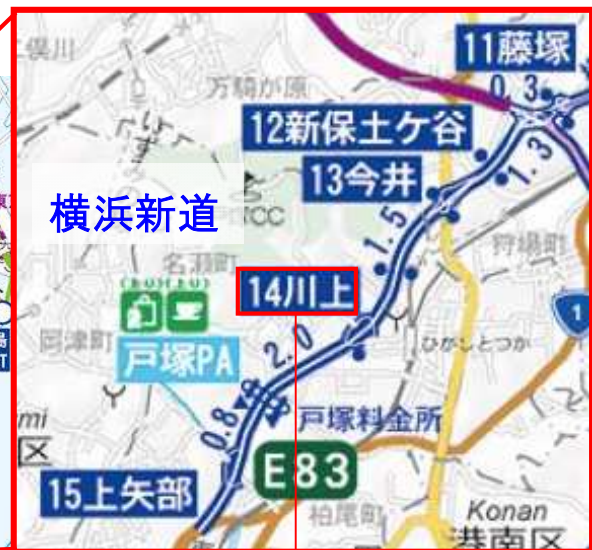 俣川
11藤塚
万騎が原
0.3
12新保土ケ谷
13今井
1.3
横浜新道
CC
1.5
狩場町
名瀬町
14川上
1
岡津町
戸塚PA
2.0
ひがしとつか
0.8
戸塚料金所
mi
区
E83
15上矢部
柏尾町
Konan
港南区